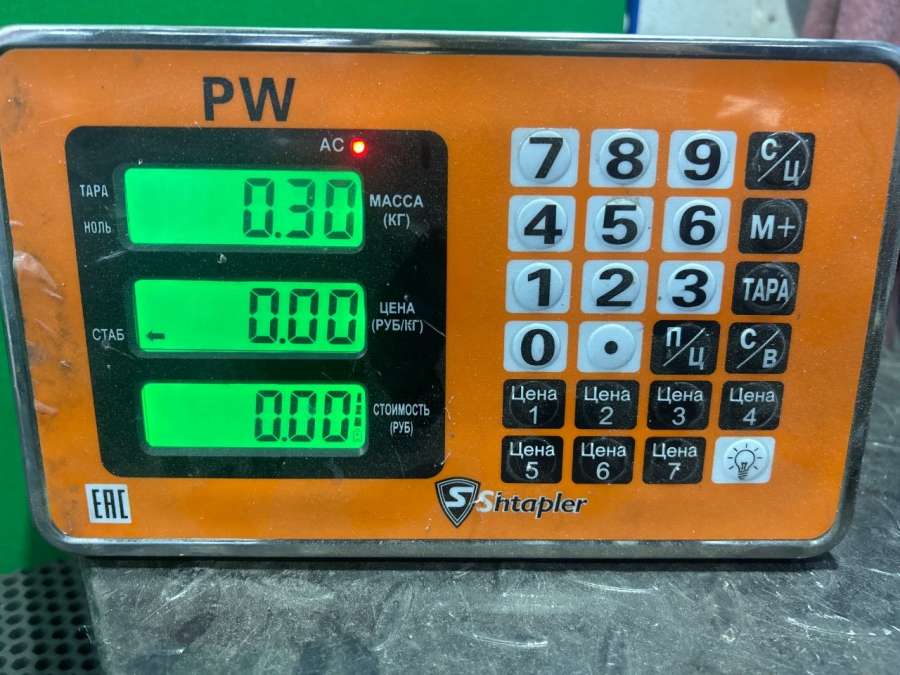 PW
AC
ТАРА
НОЛЬ
0.30
МАССА
(КГ)
СТАБ
0.00
ЦЕНА
(РУБ/КГ)
0.00
СТОИМОСТЬ
(РУБ)
7 8 9 С/Ц
4 5 6 М+
1 2 3 ТАРА
0 . П/Ц С/В
Цена 1 Цена 2 Цена 3 Цена 4
Цена 5 Цена 6 Цена 7
EAC
S Shtapler